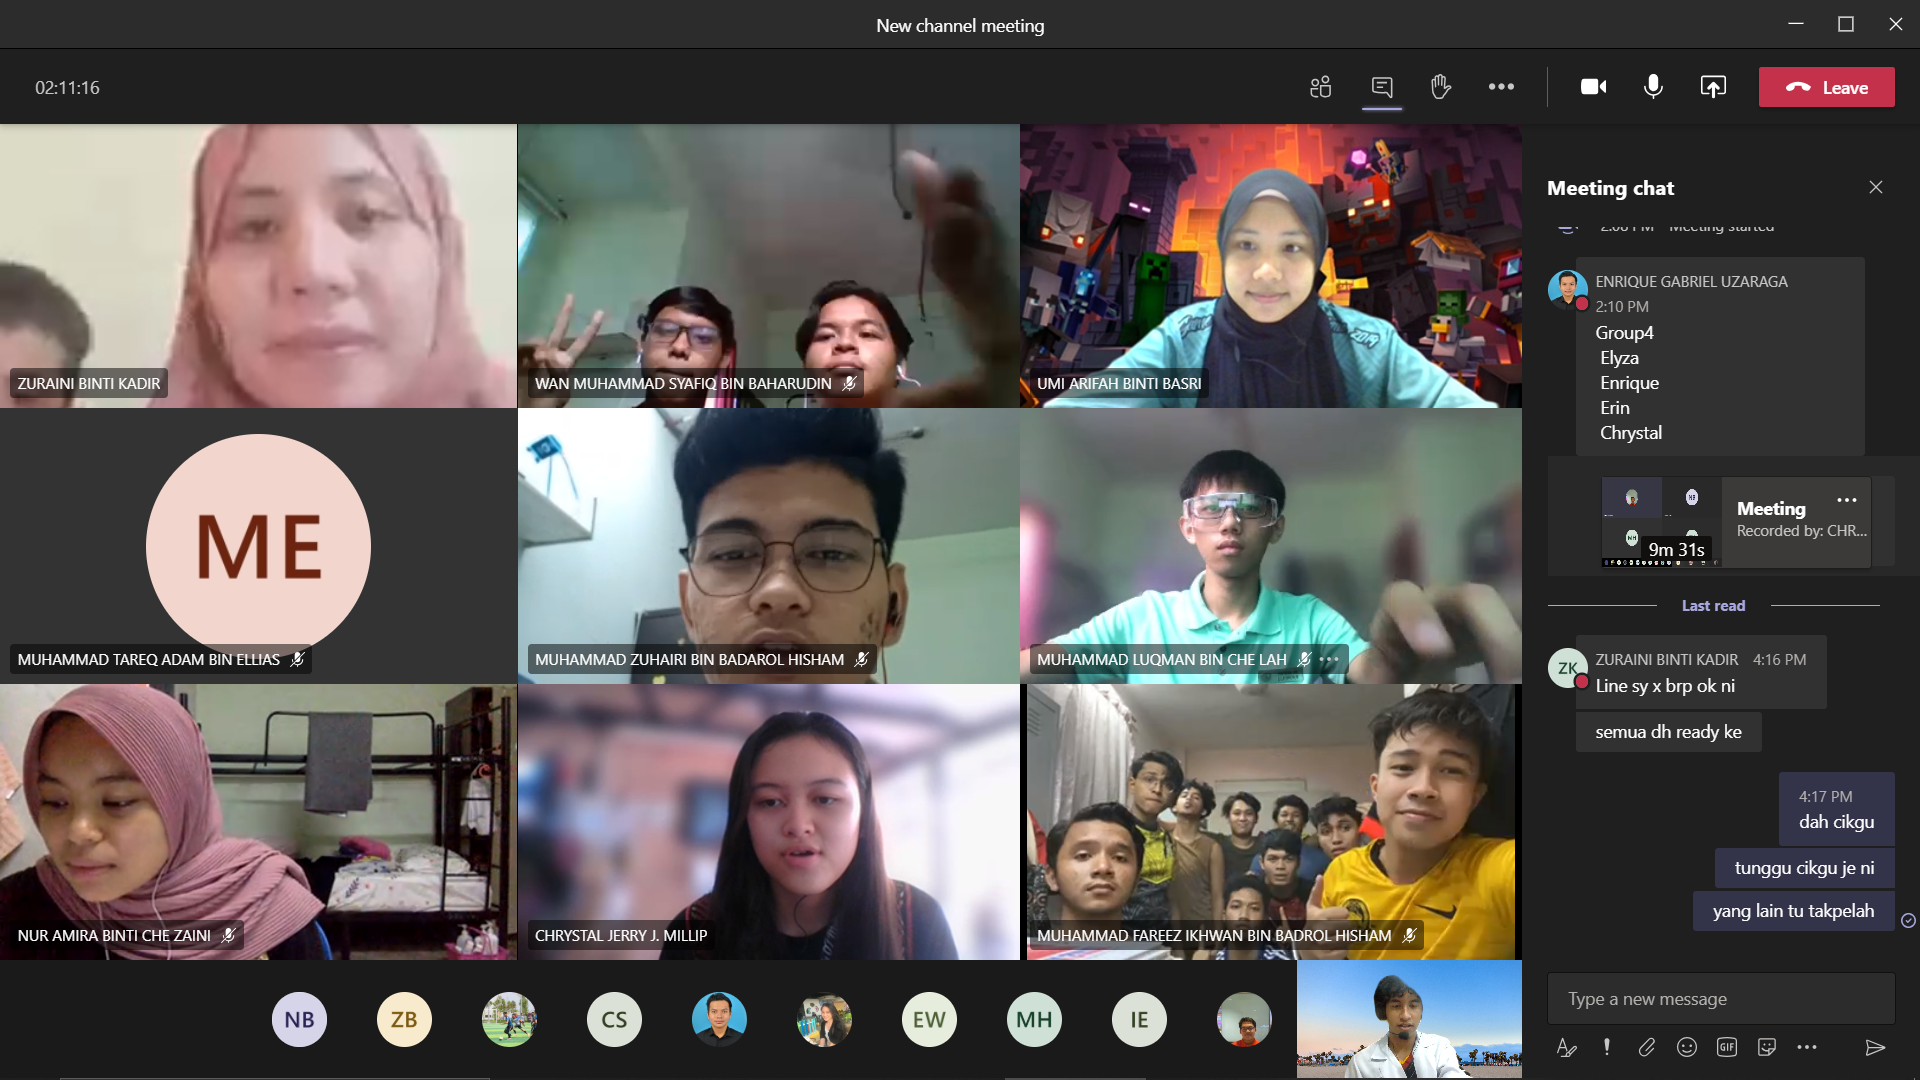 New channel meeting
02:11:16
Leave
ZURAINI BINTI KADIR
WAN MUHAMMAD SYAFIQ BIN BAHARUDIN
UMI ARIFAH BINTI BASRI
ME
MUHAMMAD TAREQ ADAM BIN ELLIAS
MUHAMMAD ZUHAIRI BIN BADAROL HISHAM
MUHAMMAD LUQMAN BIN CHE LAH
NUR AMIRA BINTI CHE ZAINI
CHRYSTAL JERRY J. MILLIP
MUHAMMAD FAREEZ IKHWAN BIN BADROL HISHAM
NB
ZB
CS
EW
MH
IE
Meeting chat
2:08 PM Meeting started
ENRIQUE GABRIEL UZARAGA
2:10 PM
Group4
Elyza
Enrique
Erin
Chrystal
Meeting
Recorded by: CHR...
9m 31s
Last read
ZK
ZURAINI BINTI KADIR 4:16 PM
Line sy x brp ok ni
semua dh ready ke
4:17 PM
dah cikgu
tunggu cikgu je ni
yang lain tu takpelah
Type a new message
GIF